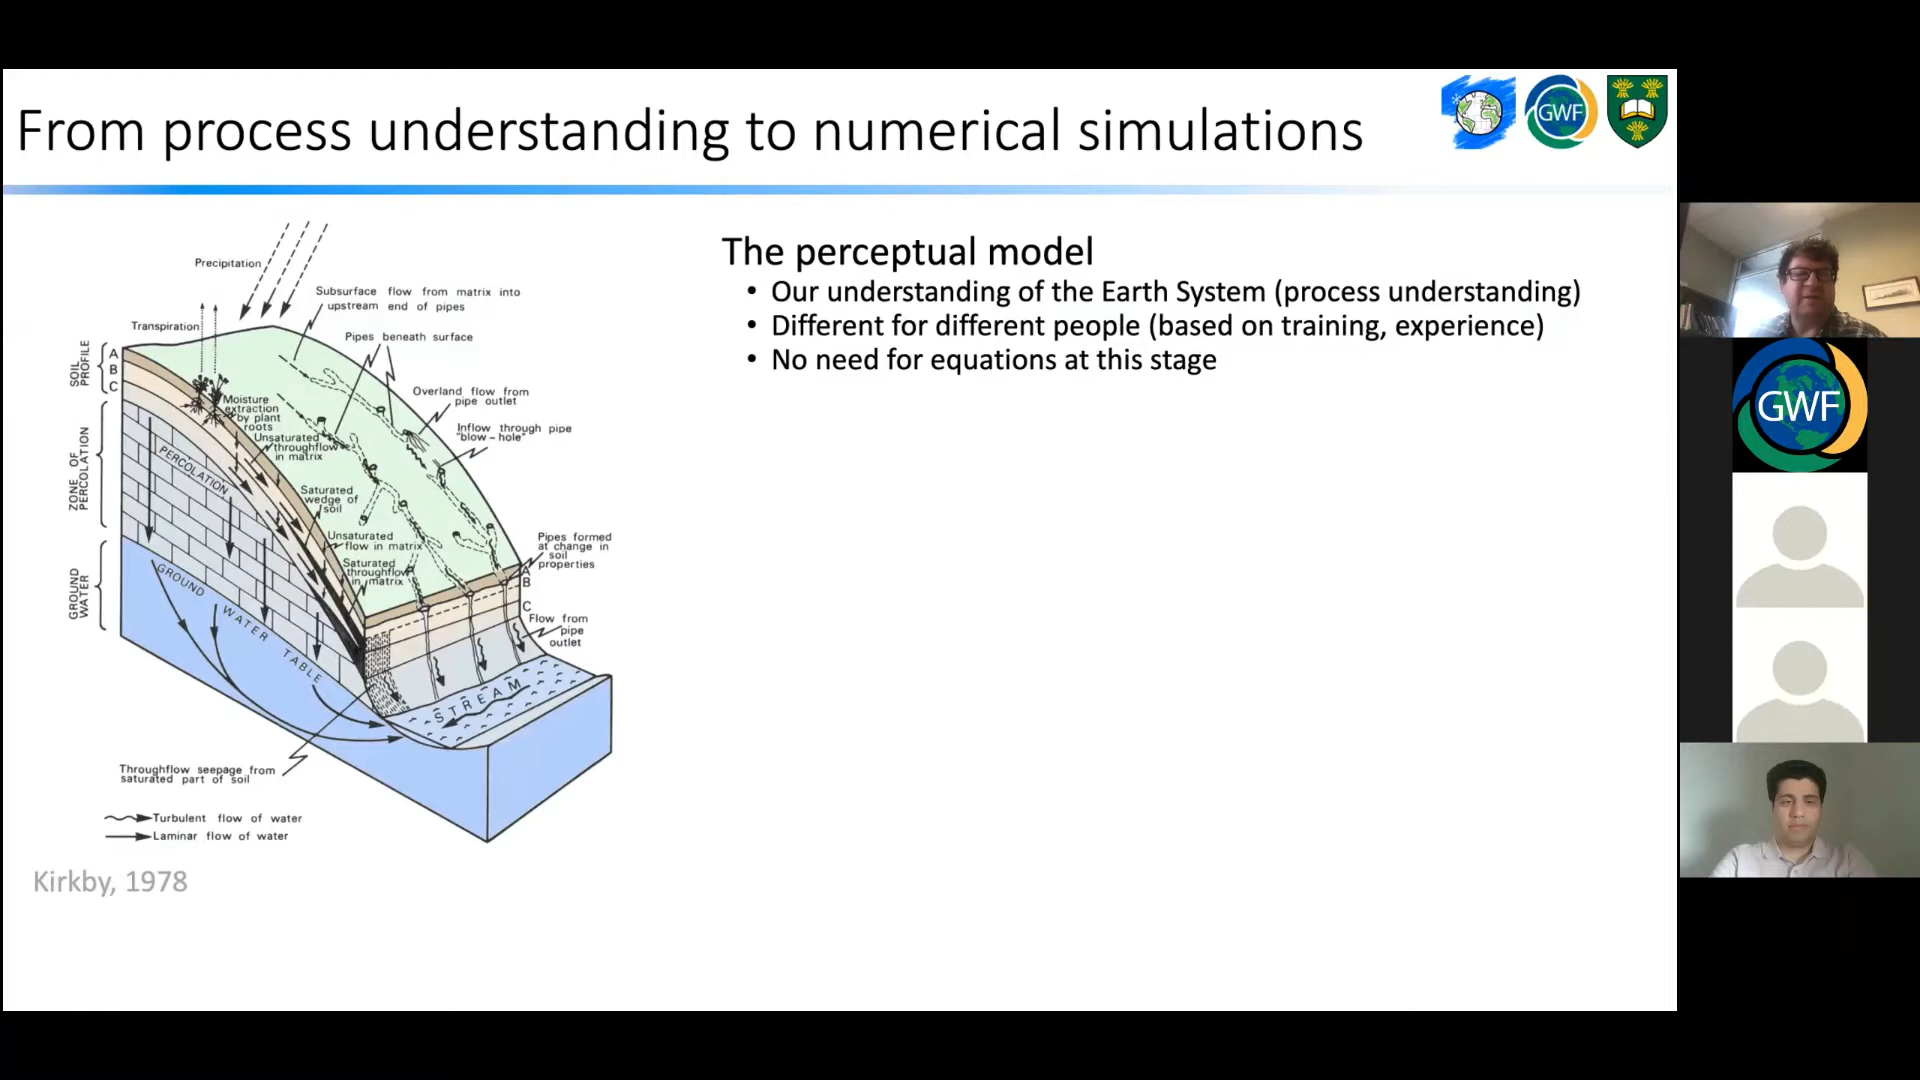 From process understanding to numerical simulations
GWF
The perceptual model
• Our understanding of the Earth System (process understanding)
• Different for different people (based on training, experience)
• No need for equations at this stage
Precipitation
Subsurface flow from matrix into
upstream end of pipes
Transpiration
Pipes beneath surface
SOIL
PROFILE
A
B
C
Overland flow from
pipe outlet
Moisture
extraction
by plant
roots
Inflow through pipe
"blow-hole"
Unsaturated
throughflow
in matrix
ZONE OF
PERCOLATION
PERCOLATION
Saturated
wedge of
soil
Unsaturated
flow in matrix
Pipes formed
at change in
soil
properties
Saturated
throughflow
in matrix
A
B
C
GROUND
WATER
GROUND WATER TABLE
Flow from
pipe
outlet
STREAM
Throughflow seepage from
saturated part of soil
Turbulent flow of water
Laminar flow of water
Kirkby, 1978
GWF